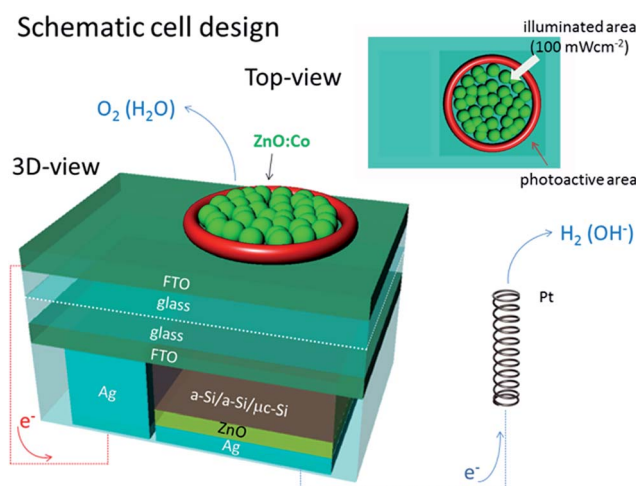 Schematic cell design
Top-view
illuminated area
(100 mWcm⁻²)
O₂ (H₂O)
ZnO:Co
3D-view
photoactive area
H₂ (OH⁻)
FTO
glass
Pt
glass
FTO
Ag
a-Si/a-Si/μc-Si
ZnO
Ag
e⁻
e⁻